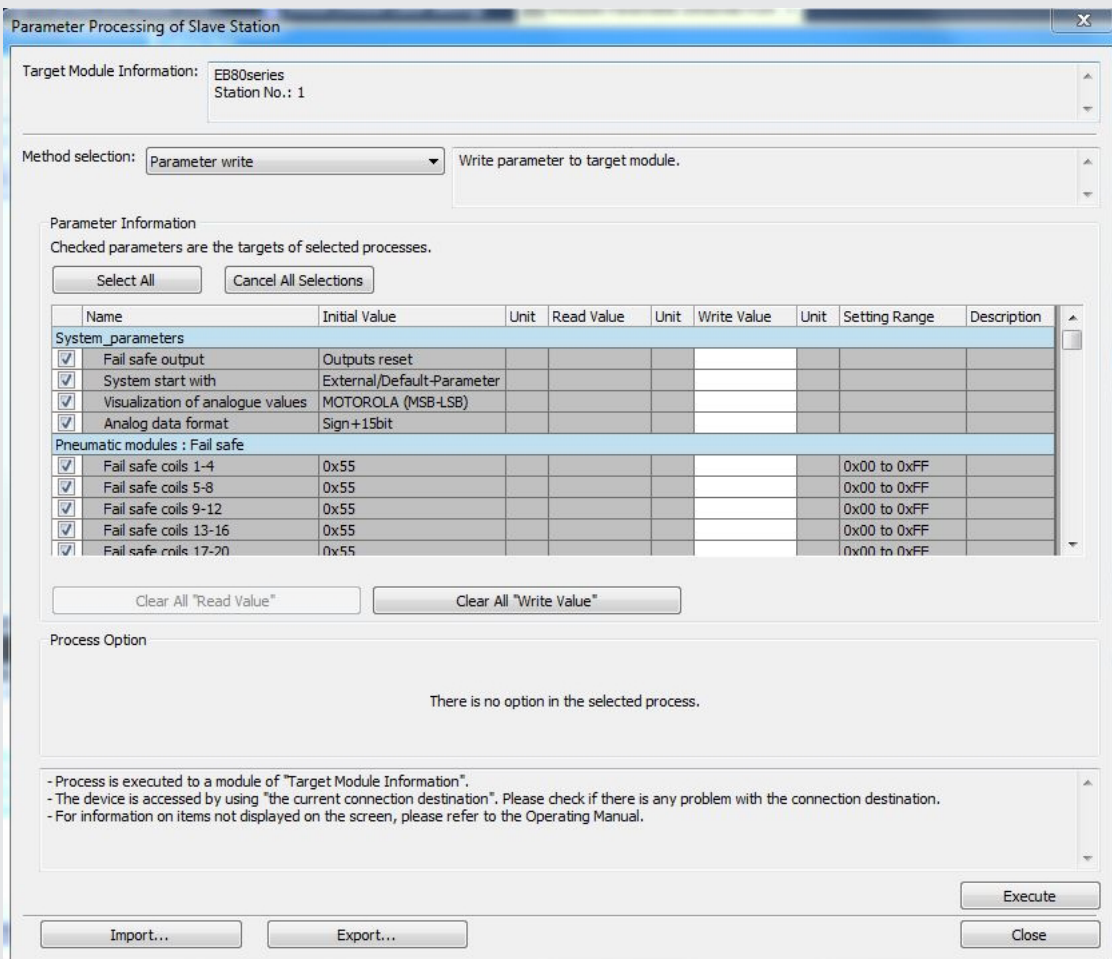 Parameter Processing of Slave Station
X
Target Module Information: EB80series
Station No.: 1
Method selection: Parameter write Write parameter to target module.
Parameter Information
Checked parameters are the targets of selected processes.
Select All Cancel All Selections
Name Initial Value Unit Read Value Unit Write Value Unit Setting Range Description
System_parameters
Fail safe output Outputs reset
System start with External/Default-Parameter
Visualization of analogue values MOTOROLA (MSB-LSB)
Analog data format Sign+15bit
Pneumatic modules : Fail safe
Fail safe coils 1-4 0x55 0x00 to 0xFF
Fail safe coils 5-8 0x55 0x00 to 0xFF
Fail safe coils 9-12 0x55 0x00 to 0xFF
Fail safe coils 13-16 0x55 0x00 to 0xFF
Fail safe coils 17-20 0x55 0x00 to 0xFF
Clear All "Read Value" Clear All "Write Value"
Process Option
There is no option in the selected process.
- Process is executed to a module of "Target Module Information".
- The device is accessed by using "the current connection destination". Please check if there is any problem with the connection destination.
- For information on items not displayed on the screen, please refer to the Operating Manual.
Execute
Import... Export... Close